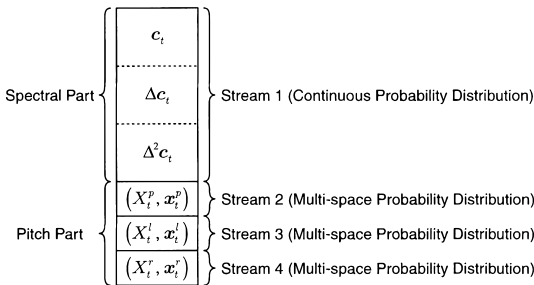 c_t
Spectral Part
Δc_t
Stream 1 (Continuous Probability Distribution)
Δ²c_t
(X_t^p, x_t^p)
Stream 2 (Multi-space Probability Distribution)
Pitch Part
(X_t^l, x_t^l)
Stream 3 (Multi-space Probability Distribution)
(X_t^r, x_t^r)
Stream 4 (Multi-space Probability Distribution)